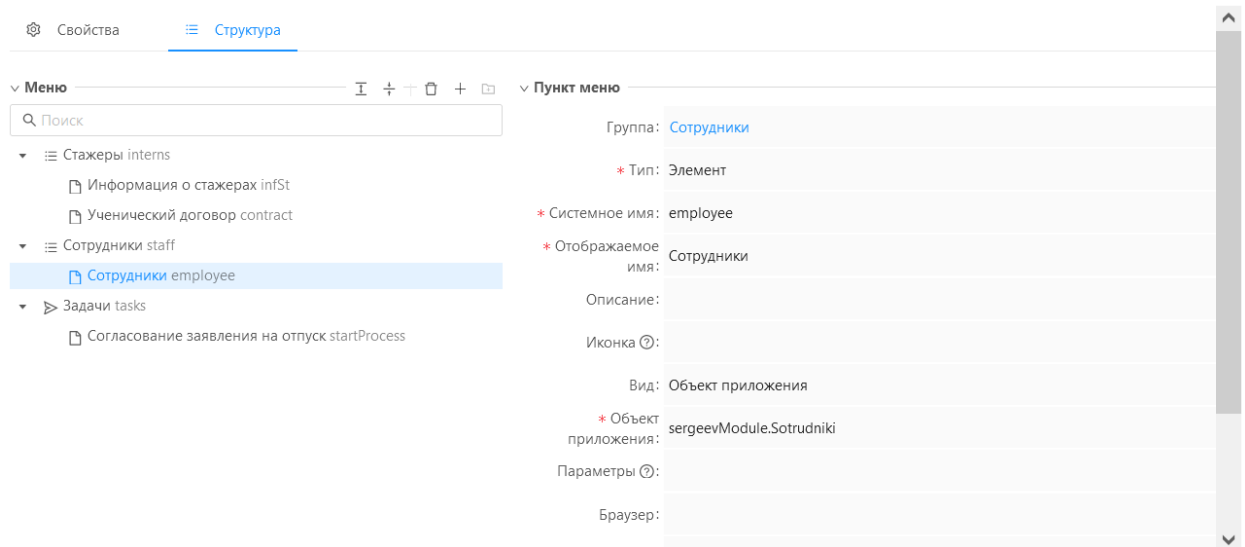 Свойства
Структура
Меню
Поиск
Стажеры interns
Информация о стажерах infSt
Ученический договор contract
Сотрудники staff
Сотрудники employee
Задачи tasks
Согласование заявления на отпуск startProcess
Пункт меню
Группа: Сотрудники
* Тип: Элемент
* Системное имя: employee
* Отображаемое
имя: Сотрудники
Описание:
Иконка ?:
Вид: Объект приложения
* Объект
приложения: sergeevModule.Sotrudniki
Параметры ?:
Браузер: